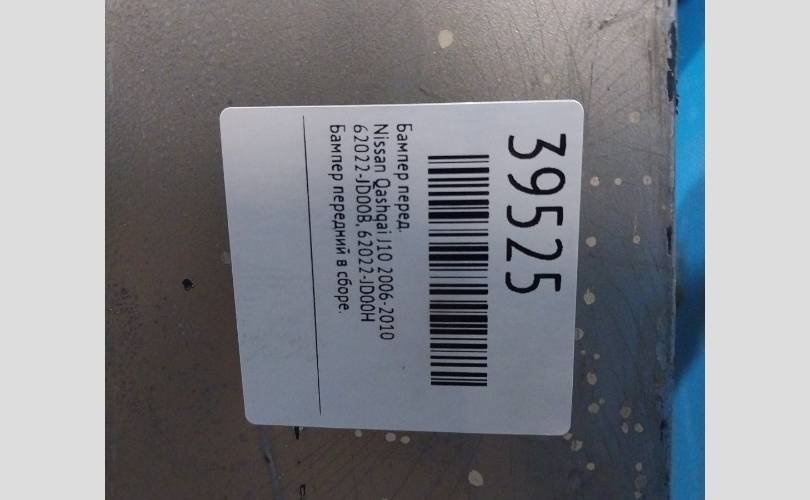 39525
Бампер перед.
Nissan Qashqai J10 2006-2010
62022-JD00B, 62022-JD00H
Бампер передний в сборе.